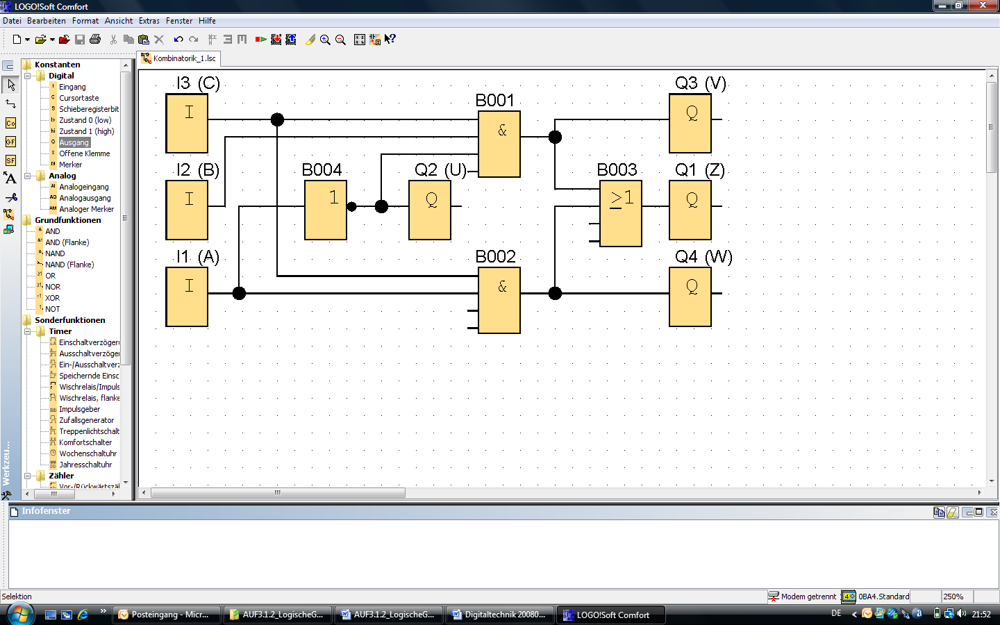 LOGO!Soft Comfort
Datei Bearbeiten Format Ansicht Extras Fenster Hilfe
Kombinatorik_1.lsc
Konstanten
Digital
Eingang
Cursortaste
Schieberegisterbit
Zustand 0 (low)
Zustand 1 (high)
Ausgang
Offene Klemme
Merker
Analog
Analogeingang
Analogausgang
Analoger Merker
Grundfunktionen
AND
AND (Flanke)
NAND
NAND (Flanke)
OR
NOR
XOR
NOT
Sonderfunktionen
Timer
Einschaltverzöger
Ausschaltverzöger
Ein-/Ausschaltverz
Speichernde Einsc
Wischrelais/Impuls
Wischrelais, flanke
Impulsgeber
Zufallsgenerator
Treppenlichtschalt
Komfortschalter
Wochenschaltuhr
Jahresschaltuhr
Zähler
Vor-/Rückwärtszäl
Werkzeu...
I3 (C)
I
I2 (B)
I
I1 (A)
I
B004
1
Q2 (U)
Q
B001
&
B002
&
B003
≥1
Q3 (V)
Q
Q1 (Z)
Q
Q4 (W)
Q
Infofenster
Selektion
Modem getrennt
0BA4.Standard
250%
Posteingang - Micr...
AUF3.1.2_LogischeG...
AUF3.1.2_LogischeG...
Digitaltechnik 20080...
LOGO!Soft Comfort
DE
21:52